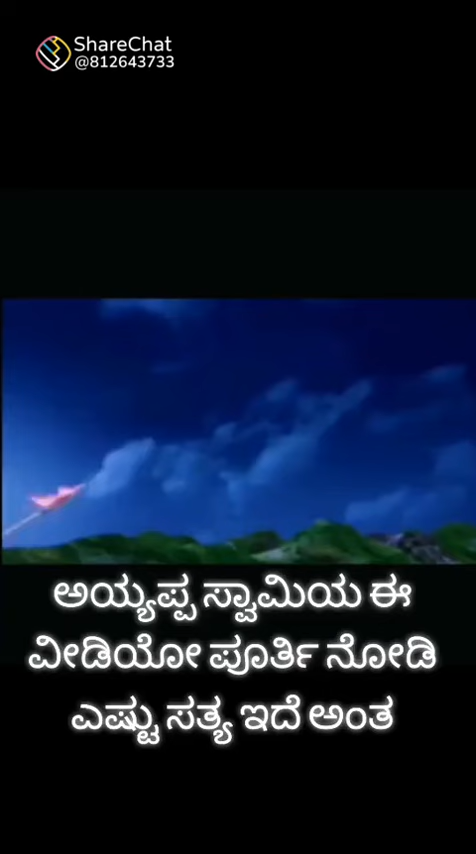 ShareChat
@812643733
ಅಯ್ಯಪ್ಪ ಸ್ವಾಮಿಯ ಈ
ವೀಡಿಯೋ ಪೂರ್ತಿ ನೋಡಿ
ಎಷ್ಟು ಸತ್ಯ ಇದೆ ಅಂತ